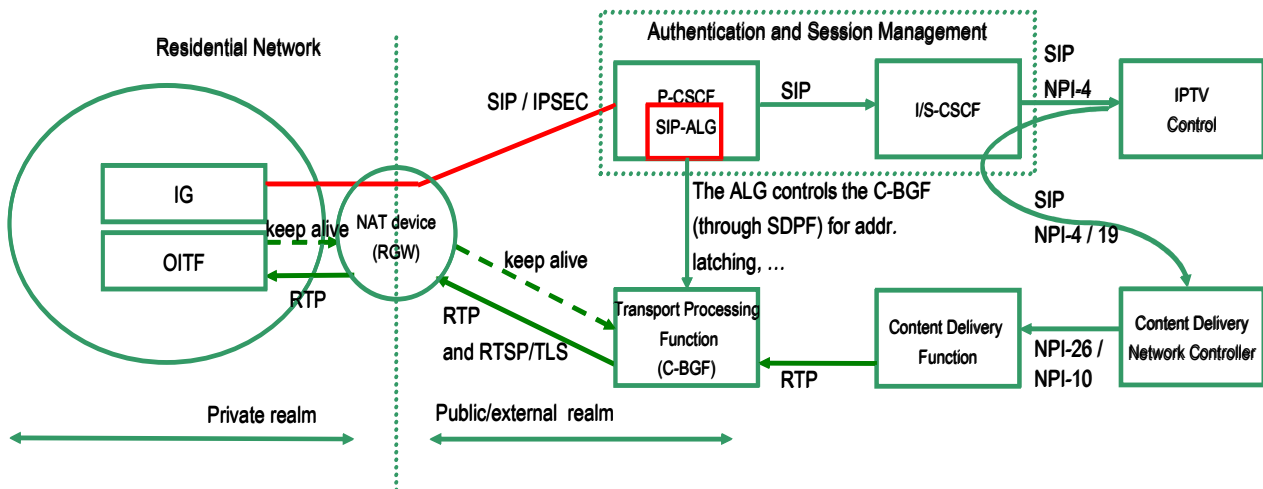 Residential Network
Authentication and Session Management
SIP / IPSEC
P-CSCF
SIP-ALG
SIP
I/S-CSCF
SIP
NPI-4
IPTV
Control
IG
keep alive
OITF
RTP
NAT device
(RGW)
The ALG controls the C-BGF
(through SDPF) for addr.
latching, …
SIP
NPI-4 / 19
keep alive
RTP
and RTSP/TLS
Transport Processing
Function
(C-BGF)
RTP
Content Delivery
Function
NPI-26 /
NPI-10
Content Delivery
Network Controller
Private realm
Public/external realm